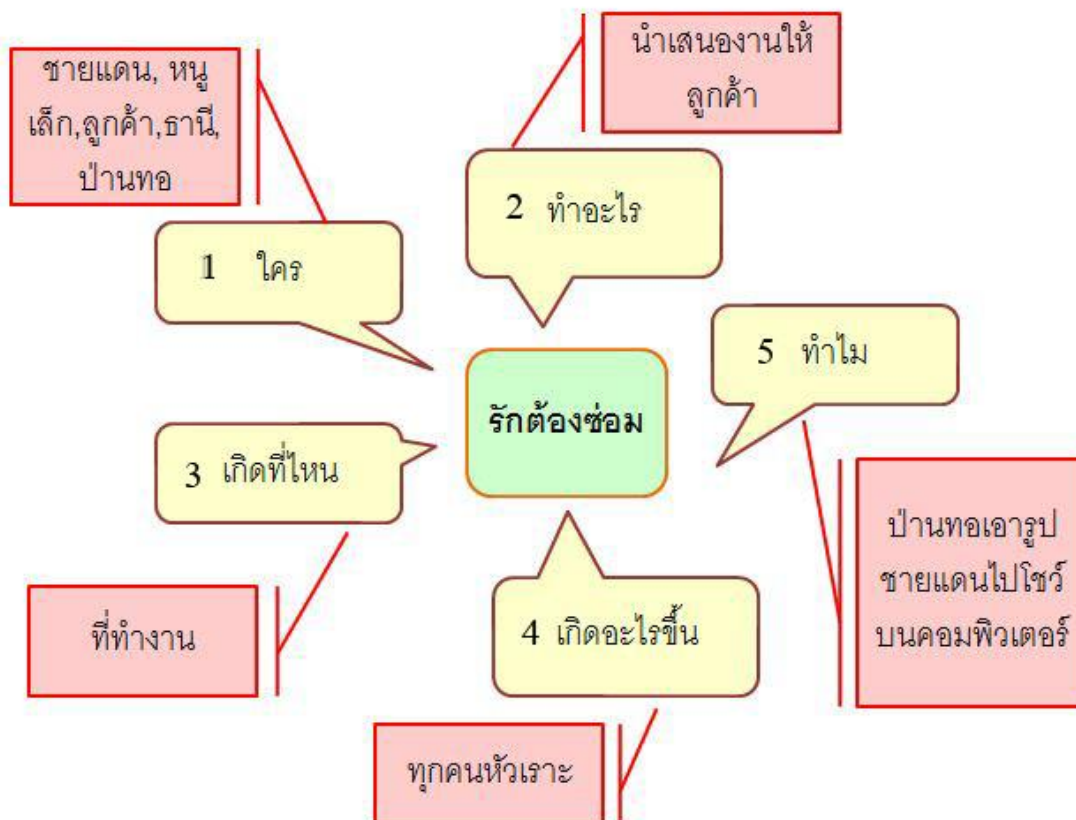 ชายแดน, หนู
เล็ก,ลูกค้า,ธานี,
ป่านทอ
1 ใคร
นำเสนองานให้
ลูกค้า
2 ทำอะไร
รักต้องซ่อม
3 เกิดที่ไหน
ที่ทำงาน
4 เกิดอะไรขึ้น
ทุกคนหัวเราะ
5 ทำไม
ป่านทอเอารูป
ชายแดนไปโชว์
บนคอมพิวเตอร์